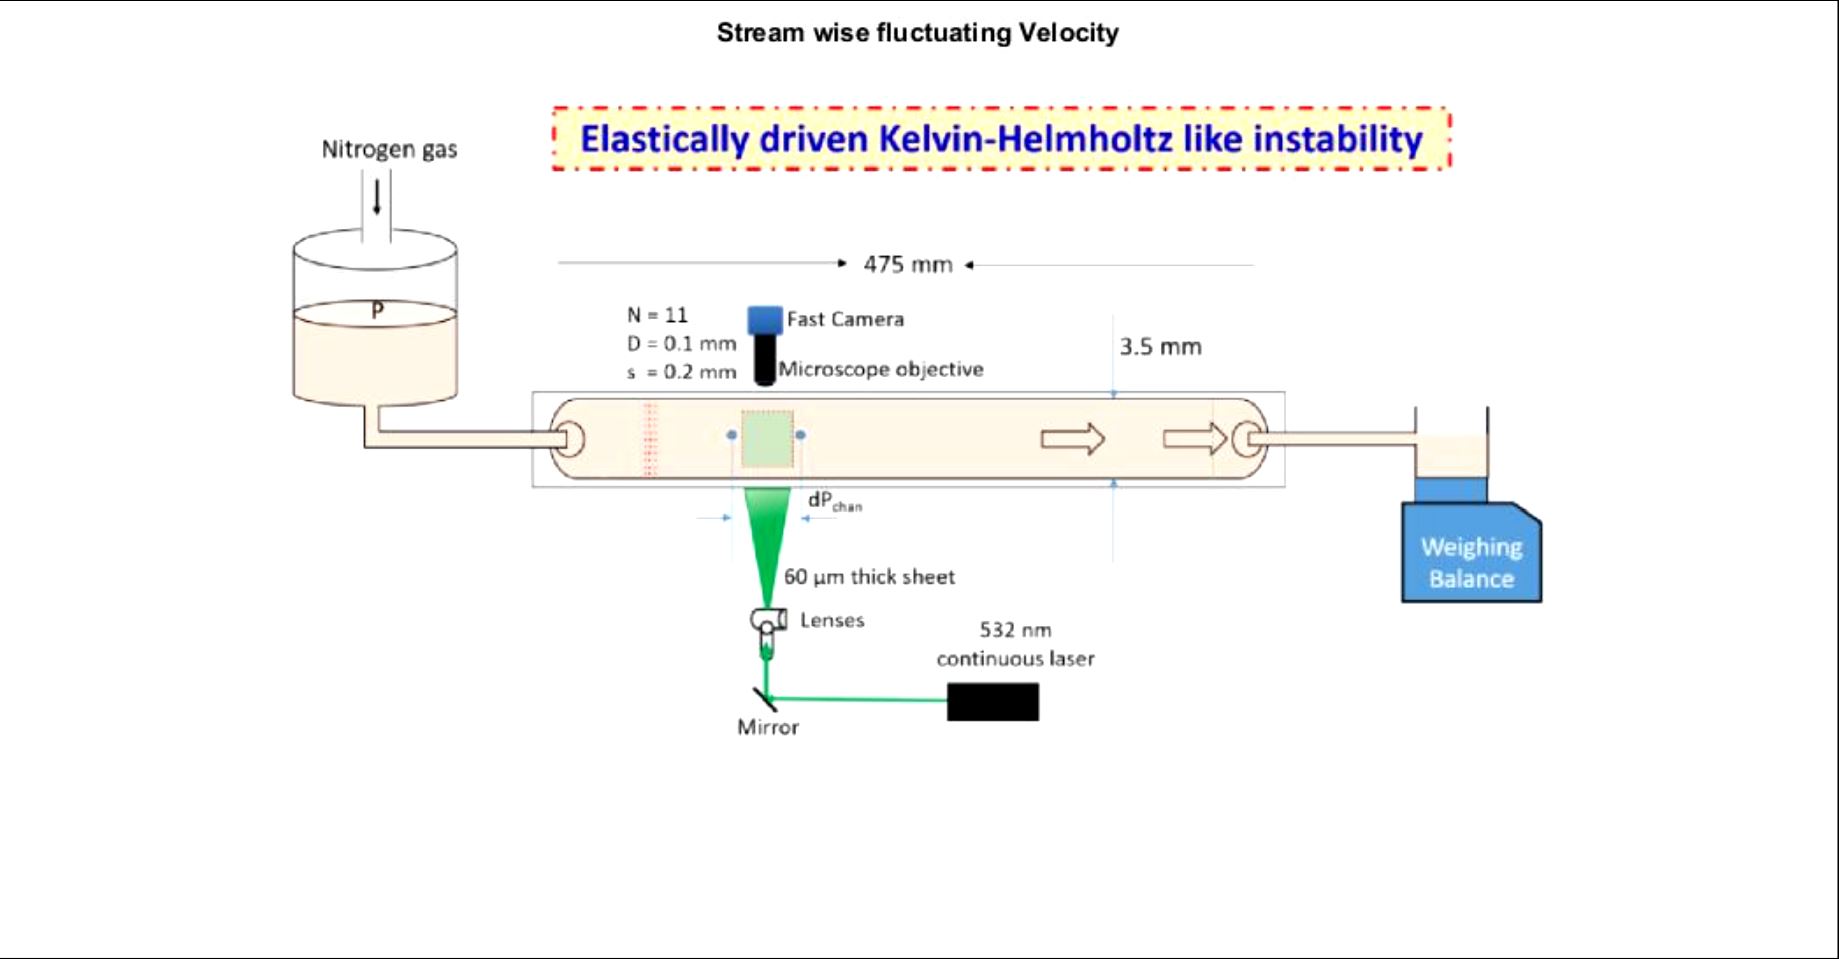 Stream wise fluctuating Velocity
Elastically driven Kelvin-Helmholtz like instability
Nitrogen gas
P
475 mm
N = 11
D = 0.1 mm
s = 0.2 mm
Fast Camera
Microscope objective
3.5 mm
dPchan
60 µm thick sheet
Lenses
532 nm
continuous laser
Mirror
Weighing
Balance